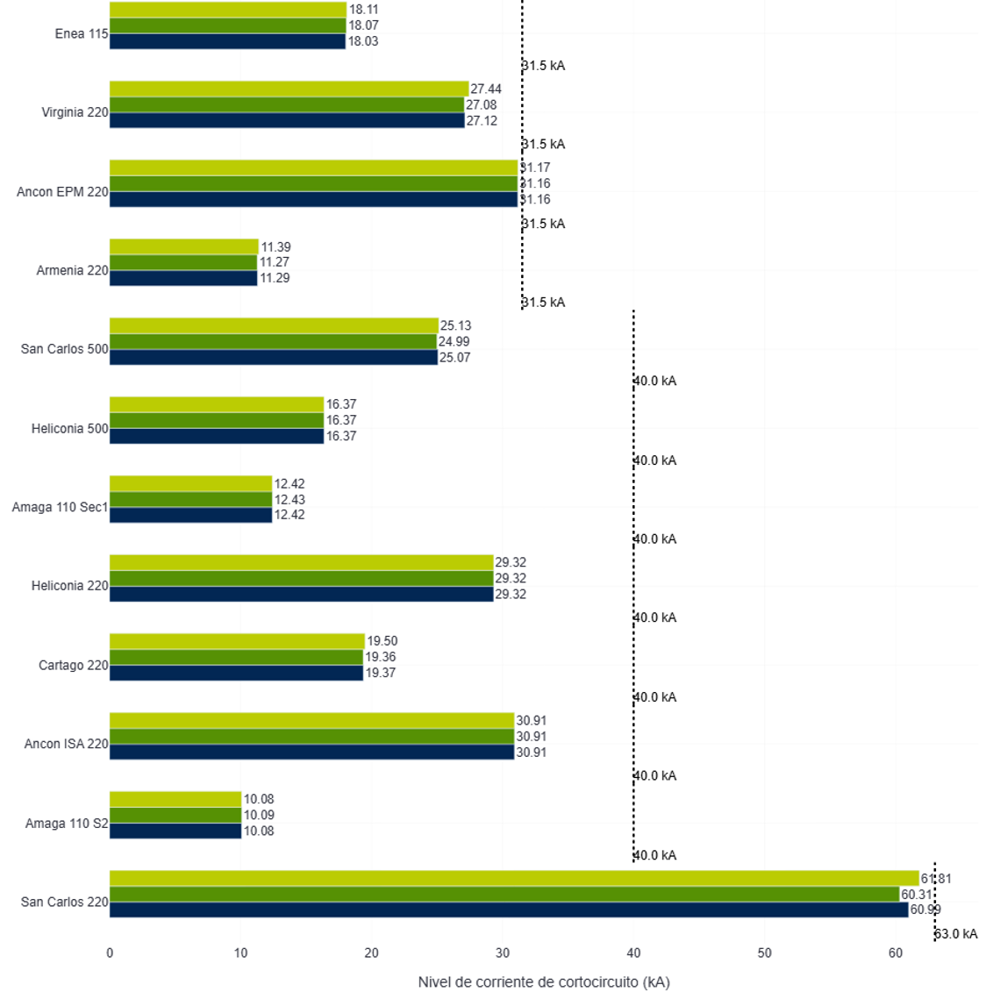 18.11
18.07
Enea 115
18.03
31.5 kA
27.44
27.08
Virginia 220
27.12
31.5 kA
31.17
31.16
Ancon EPM 220
31.16
31.5 kA
11.39
11.27
Armenia 220
11.29
31.5 kA
25.13
24.99
San Carlos 500
25.07
40.0 kA
16.37
16.37
Heliconia 500
16.37
40.0 kA
12.42
12.43
Amaga 110 Sec1
12.42
40.0 kA
29.32
29.32
Heliconia 220
29.32
40.0 kA
19.50
19.36
Cartago 220
19.37
40.0 kA
30.91
30.91
Ancon ISA 220
30.91
40.0 kA
10.08
10.09
Amaga 110 S2
10.08
40.0 kA
61.81
60.31
San Carlos 220
60.99
63.0 kA
0 10 20 30 40 50 60
Nivel de corriente de cortocircuito (kA)